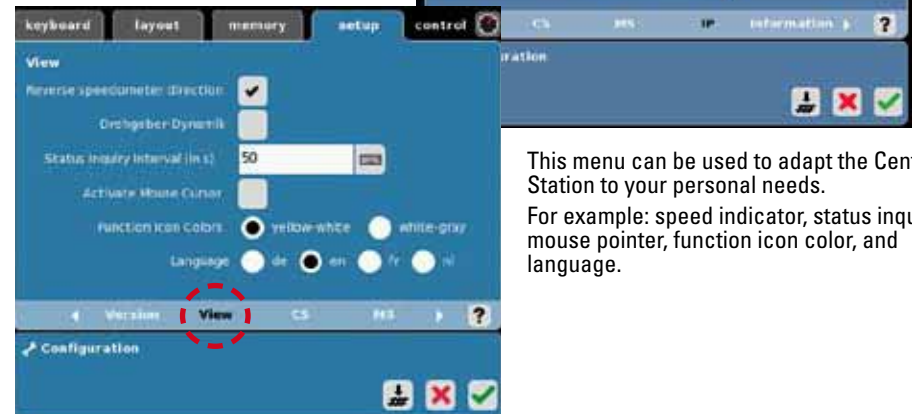 keyboard layout memory setup control
View
Reverse speedometer direction
Drehgeber-Dynamik
Status Inquiry Interval (in s) 50
Activate Mouse Cursor
Function Icon Colors yellow-white white-gray
Language de en fr nl
Version View CS MS ?
Configuration
CS MS IP Information ?
ration
This menu can be used to adapt the Cen
Station to your personal needs.
For example: speed indicator, status inqu
mouse pointer, function icon color, and
language.